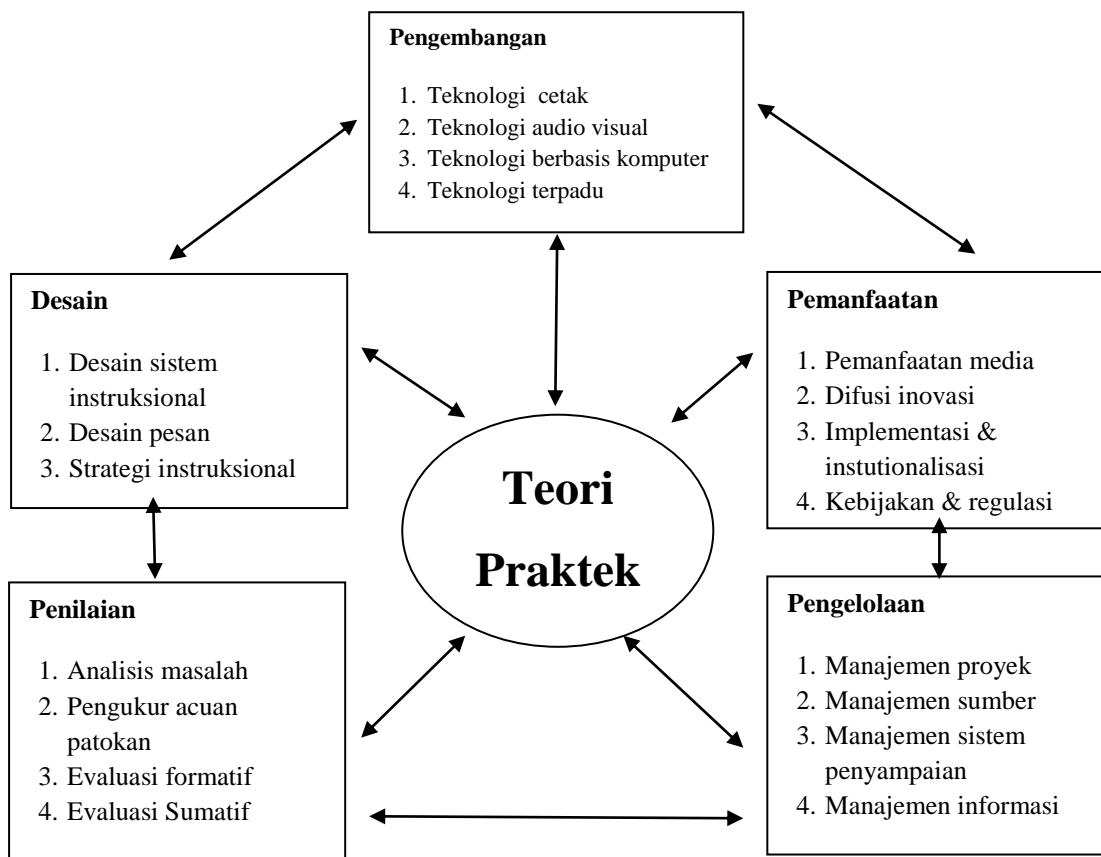 Pengembangan
1. Teknologi cetak
2. Teknologi audio visual
3. Teknologi berbasis komputer
4. Teknologi terpadu
Desain
1. Desain sistem
instruksional
2. Desain pesan
3. Strategi instruksional
Pemanfaatan
1. Pemanfaatan media
2. Difusi inovasi
3. Implementasi &
instutionalisasi
4. Kebijakan & regulasi
Teori
Praktek
Penilaian
1. Analisis masalah
2. Pengukur acuan
patokan
3. Evaluasi formatif
4. Evaluasi Sumatif
Pengelolaan
1. Manajemen proyek
2. Manajemen sumber
3. Manajemen sistem
penyampaian
4. Manajemen informasi